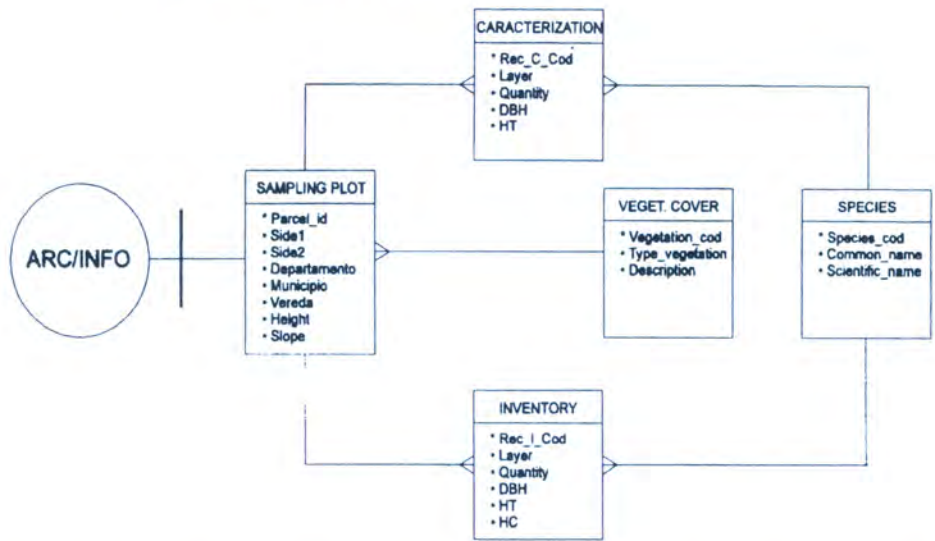 CARACTERIZATION
* Rec_C_Cod
• Layer
• Quantity
• DBH
• HT
ARC/INFO
SAMPLING PLOT
* Parcel_id
• Side1
• Side2
• Departamento
• Municipio
• Vereda
• Height
• Slope
VEGET. COVER
* Vegetation_cod
• Type_vegetation
• Description
SPECIES
* Species_cod
• Common_name
• Scientific_name
INVENTORY
* Rec_I_Cod
• Layer
• Quantity
• DBH
• HT
• HC